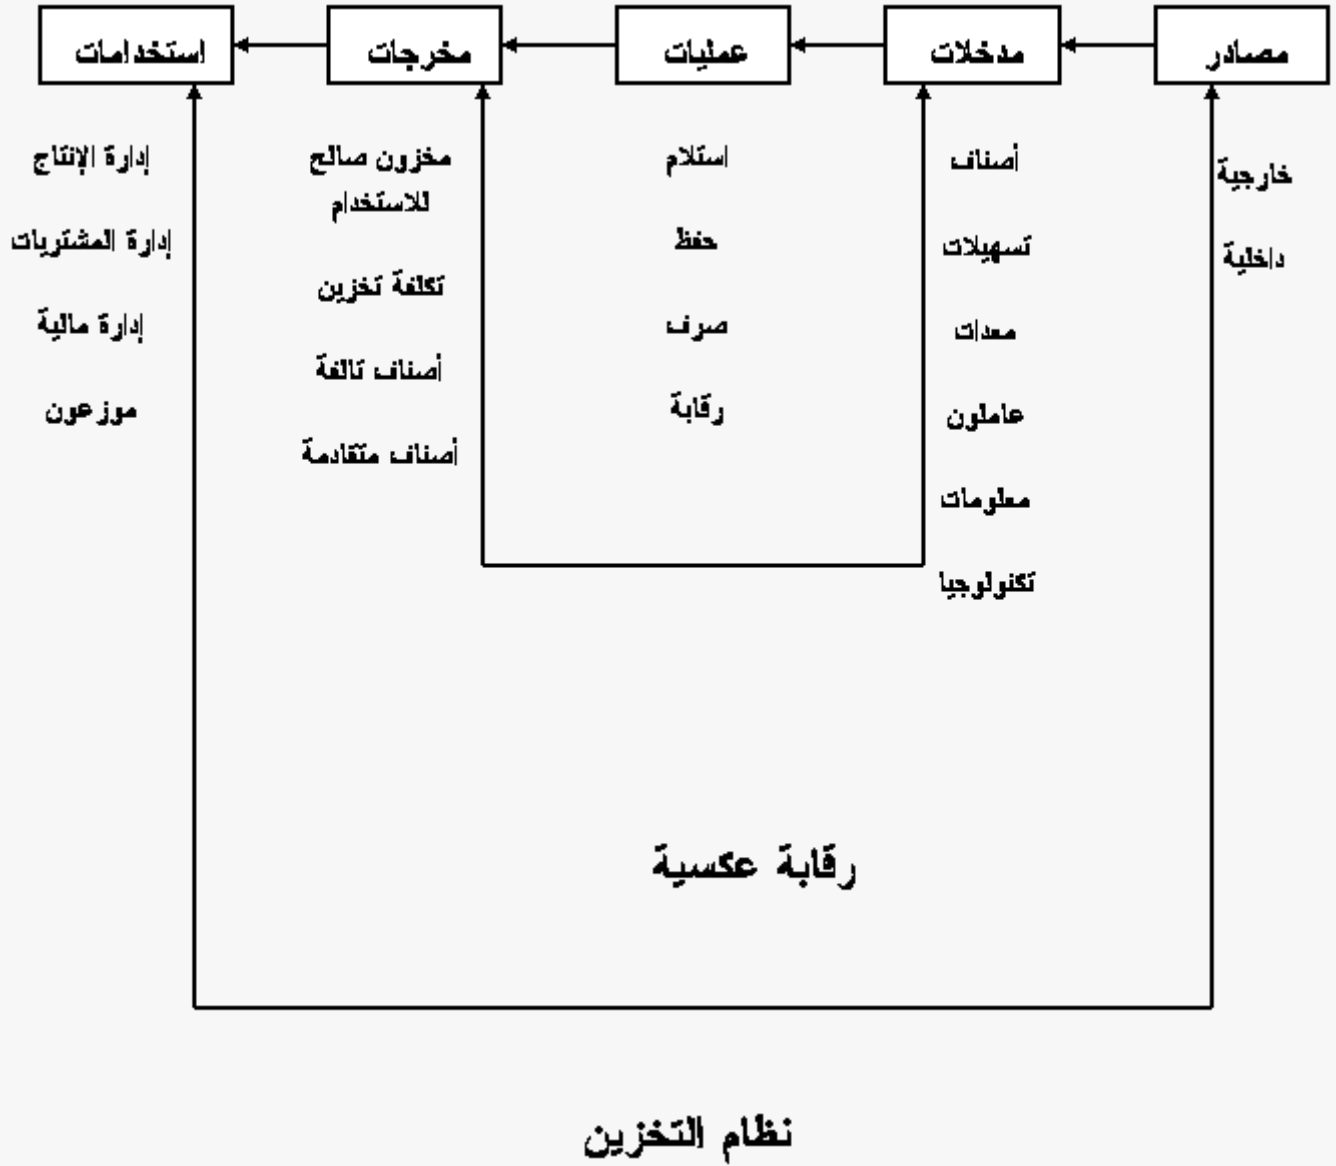 مصادر
مدخلات
عمليات
مخرجات
استخدامات
خارجية
داخلية
أصناف
تسهيلات
معدات
عاملون
معلومات
تكنولوجيا
استلام
حفظ
صرف
رقابة
مخزون صالح
للاستخدام
تكلفة تخزين
أصناف تالفة
أصناف متقادمة
إدارة الإنتاج
إدارة المشتريات
إدارة مالية
موزعون
رقابة عكسية
نظام التخزين